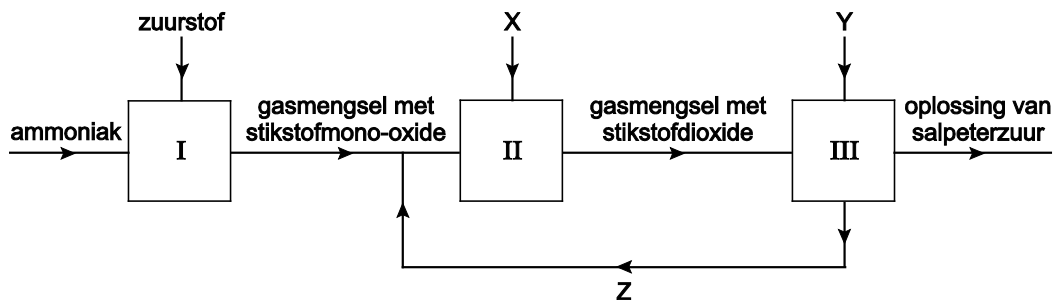 zuurstof
X
Y
ammoniak
I
gasmengsel met
stikstofmono-oxide
II
gasmengsel met
stikstofdioxide
III
oplossing van
salpeterzuur
Z